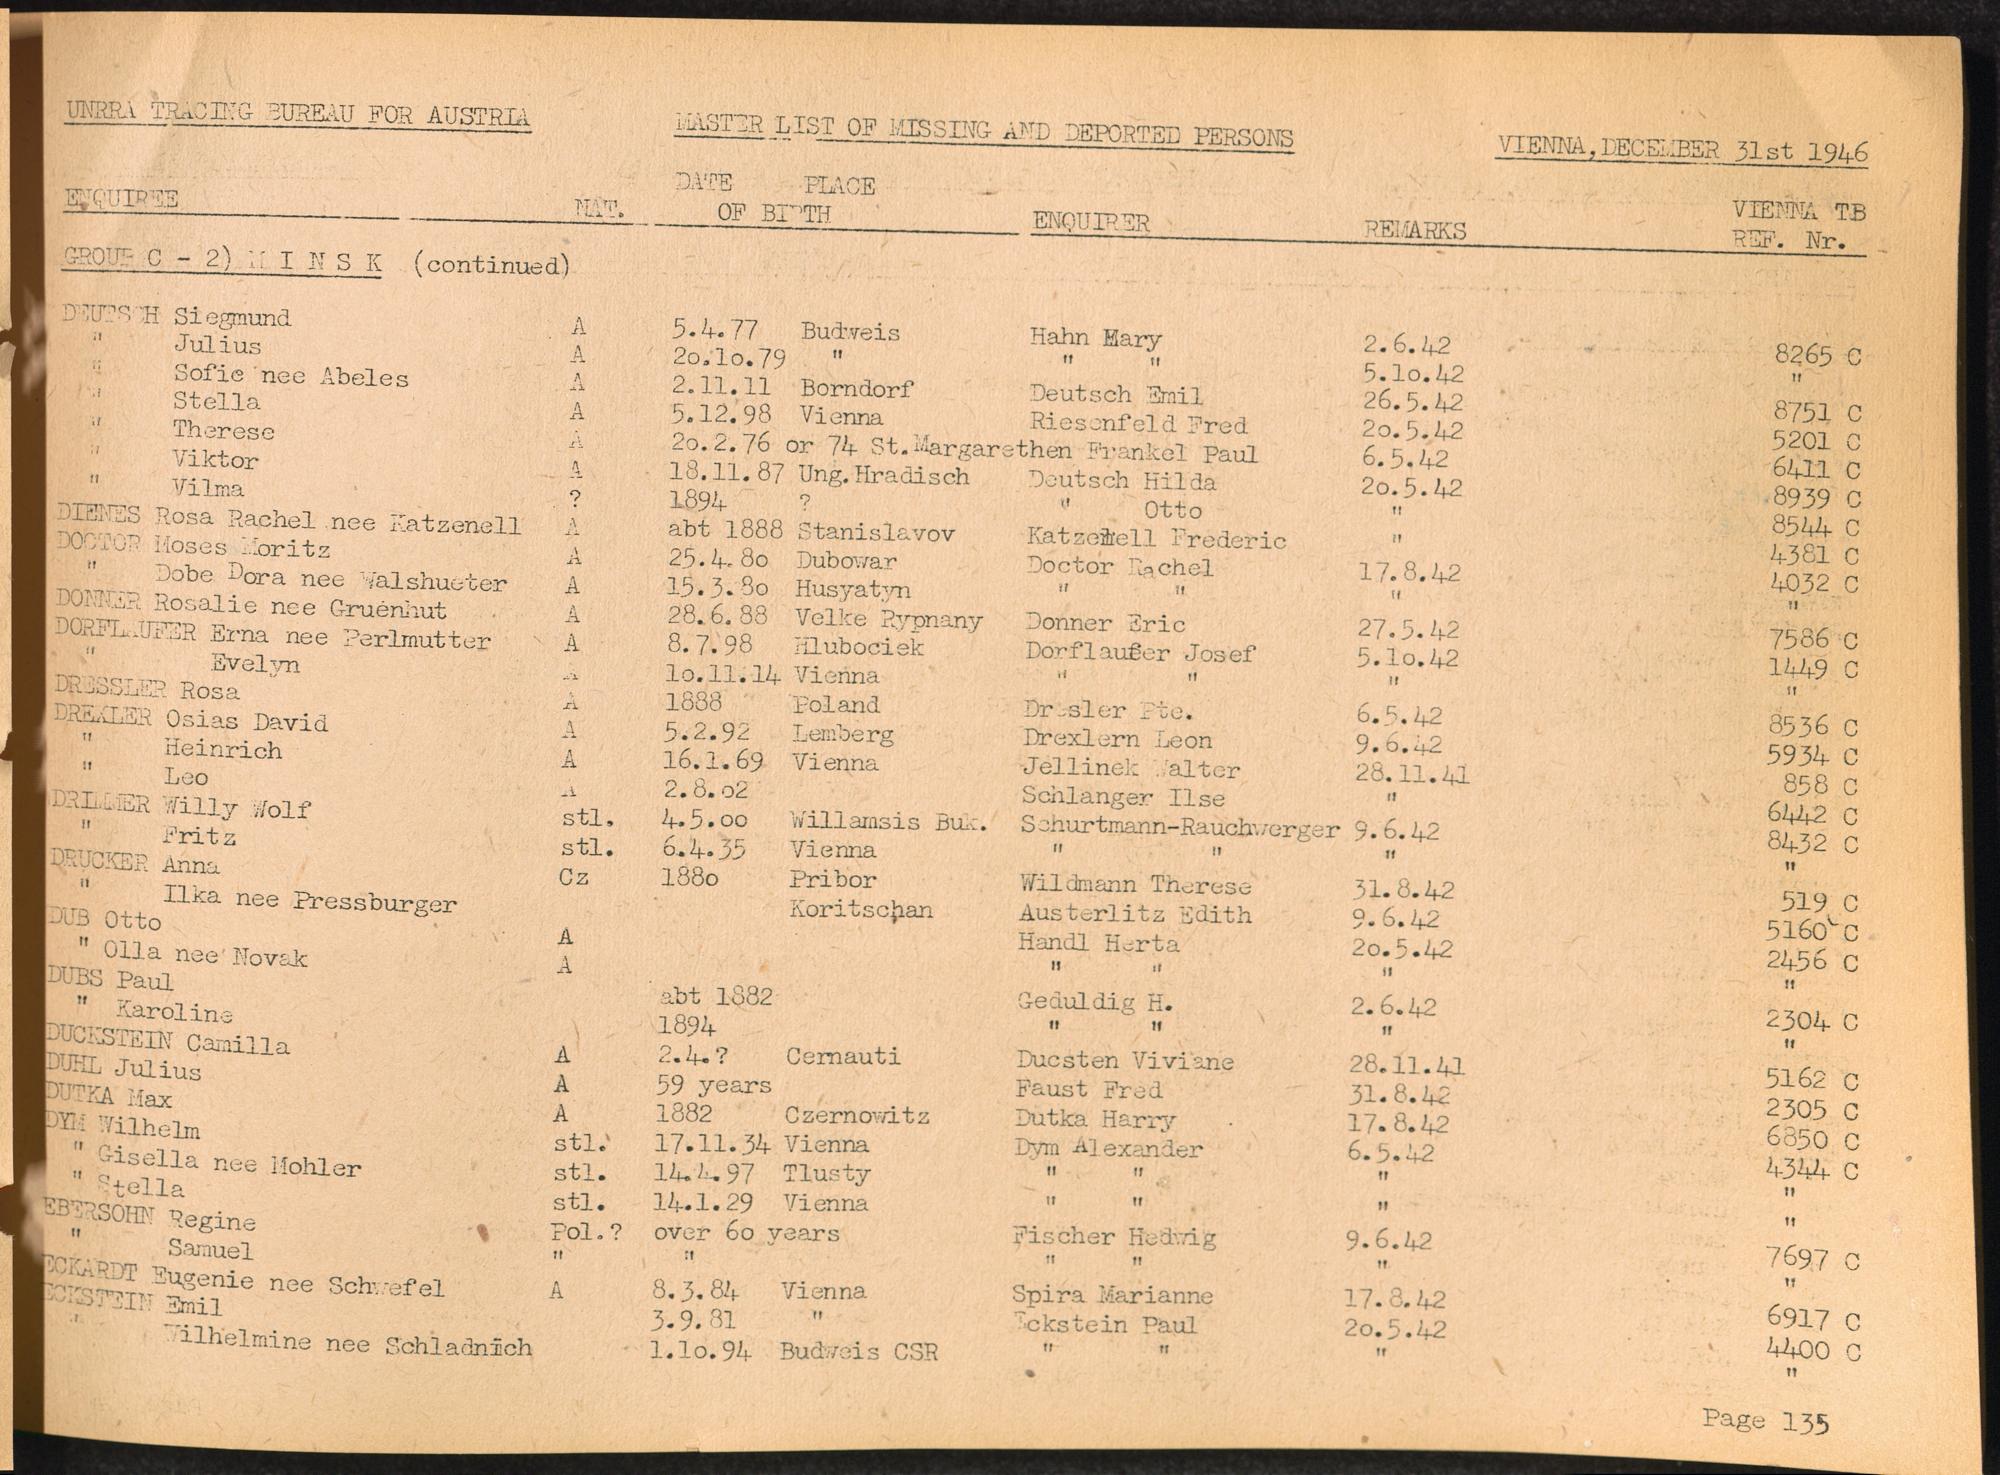 UNRRA TRACING BUREAU FOR AUSTRIA MASTER LIST OF MISSING AND DEPORTED PERSONS VIENNA, DECEMBER 31st 1946
ENQUIREE NAT. DATE PLACE OF BIRTH ENQUIRER REMARKS VIENNA TB REF. Nr.
GROUP C - 2) M I N S K (continued)
DEUTSCH Siegmund A 5.4.77 Budweis Hahn Mary 2.6.42 8265 C
" Julius A 2o.1o.79 " " " 5.1o.42 "
" Sofie nee Abeles A 2.11.11 Borndorf Deutsch Emil 26.5.42 8751 C
" Stella A 5.12.98 Vienna Riesenfeld Fred 2o.5.42 5201 C
" Therese A 2o.2.76 or 74 St.Margarethen Frankel Paul 6.5.42 6411 C
" Viktor A 18.11.87 Ung.Hradisch Deutsch Hilda 2o.5.42 8939 C
" Vilma ? 1894 ? " Otto " 8544 C
DIENES Rosa Rachel nee Katzenell A abt 1888 Stanislavov Katzenell Frederic " 4381 C
DOCTOR Moses Moritz A 25.4.8o Dubowar Doctor Rachel 17.8.42 4032 C
" Dobe Dora nee Walshueter A 15.3.8o Husyatyn " " " "
DONNER Rosalie nee Gruenhut A 28.6.88 Velke Rypnany Donner Eric 27.5.42 7586 C
DORFLAUFER Erna nee Perlmutter A 8.7.98 Hlubociek Dorflaufer Josef 5.1o.42 1449 C
" Evelyn A 1o.11.14 Vienna " " " "
DRESSLER Rosa A 1888 Poland Dresler Pte. 6.5.42 8536 C
DREXLER Osias David A 5.2.92 Lemberg Drexlern Leon 9.6.42 5934 C
" Heinrich A 16.1.69 Vienna Jellinek Walter 28.11.41 858 C
" Leo A 2.8.o2 Schlanger Ilse " 6442 C
DRILLMER Willy Wolf stl. 4.5.oo Willamsis Buk. Schurtmann-Rauchwerger 9.6.42 8432 C
" Fritz stl. 6.4.35 Vienna " " " "
DRUCKER Anna Cz 188o Pribor Wildmann Therese 31.8.42 519 C
" Ilka nee Pressburger Koritschan Austerlitz Edith 9.6.42 5160 C
DUB Otto A Handl Herta 2o.5.42 2456 C
" Olla nee Novak A " " " "
DUBS Paul abt 1882 Geduldig H. 2.6.42 2304 C
" Karoline 1894 " " " "
DUCKSTEIN Camilla A 2.4.? Cernauti Ducsten Viviane 28.11.41 5162 C
DUHL Julius A 59 years Faust Fred 31.8.42 2305 C
DUTKA Max A 1882 Czernowitz Dutka Harry 17.8.42 6850 C
DYM Wilhelm stl. 17.11.34 Vienna Dym Alexander 6.5.42 4344 C
" Gisella nee Mohler stl. 14.4.97 Tlusty " " " "
" Stella stl. 14.1.29 Vienna " " " "
EBERSOHN Regine Pol.? over 6o years Fischer Hedwig 9.6.42 7697 C
" Samuel " " " " " "
ECKARDT Eugenie nee Schwefel A 8.3.84 Vienna Spira Marianne 17.8.42 6917 C
ECKSTEIN Emil 3.9.81 " Eckstein Paul 2o.5.42 4400 C
" Wilhelmine nee Schladnich 1.1o.94 Budweis CSR " " " "
Page 135